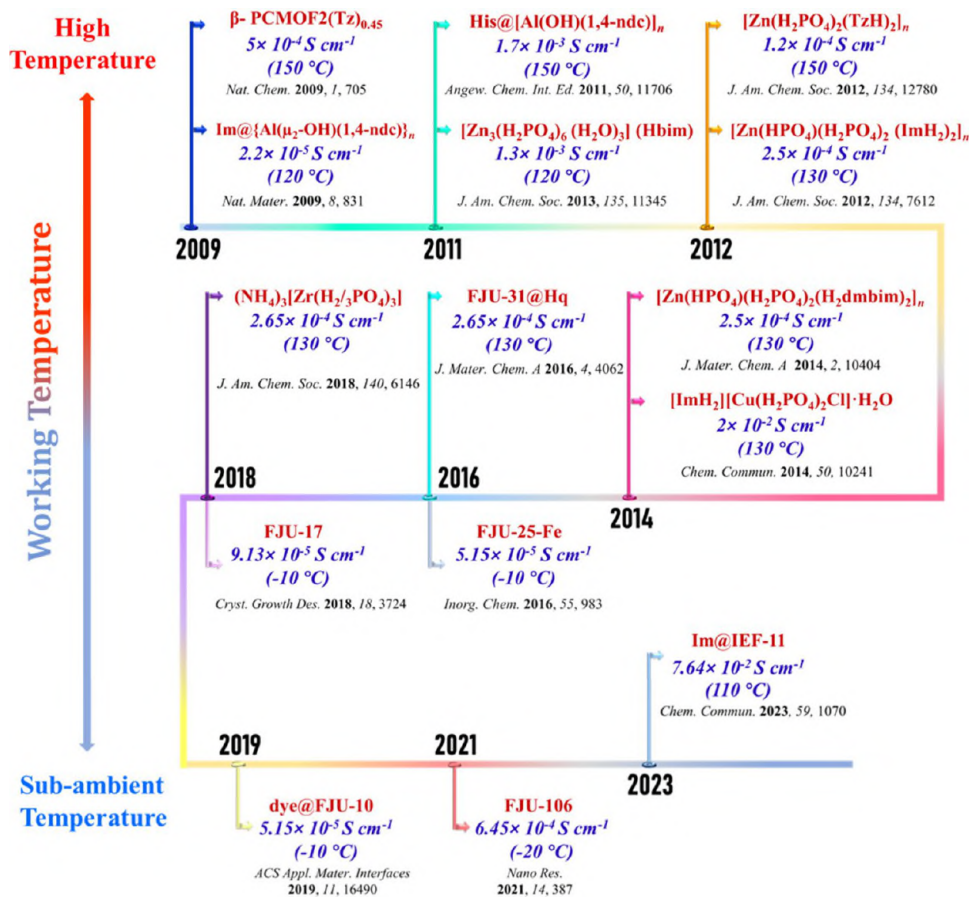 High
Temperature
Working Temperature
Sub-ambient
Temperature
β- PCMOF2(Tz)₀.₄₅
5× 10⁻⁴ S cm⁻¹
(150 °C)
Nat. Chem. 2009, 1, 705
Im@{Al(μ₂-OH)(1,4-ndc)}ₙ
2.2× 10⁻⁵ S cm⁻¹
(120 °C)
Nat. Mater. 2009, 8, 831
2009
His@[Al(OH)(1,4-ndc)]ₙ
1.7× 10⁻³ S cm⁻¹
(150 °C)
Angew. Chem. Int. Ed. 2011, 50, 11706
[Zn₃(H₂PO₄)₆ (H₂O)₃] (Hbim)
1.3× 10⁻³ S cm⁻¹
(120 °C)
J. Am. Chem. Soc. 2013, 135, 11345
2011
[Zn(H₂PO₄)₂(TzH)₂]ₙ
1.2× 10⁻⁴ S cm⁻¹
(150 °C)
J. Am. Chem. Soc. 2012, 134, 12780
[Zn(HPO₄)(H₂PO₄)₂ (ImH₂)₂]ₙ
2.5× 10⁻⁴ S cm⁻¹
(130 °C)
J. Am. Chem. Soc. 2012, 134, 7612
2012
(NH₄)₃[Zr(H₂/₃PO₄)₃]
2.65× 10⁻⁴ S cm⁻¹
(130 °C)
J. Am. Chem. Soc. 2018, 140, 6146
2018
FJU-17
9.13× 10⁻⁵ S cm⁻¹
(-10 °C)
Cryst. Growth Des. 2018, 18, 3724
FJU-31@Hq
2.65× 10⁻⁴ S cm⁻¹
(130 °C)
J. Mater. Chem. A 2016, 4, 4062
2016
FJU-25-Fe
5.15× 10⁻⁵ S cm⁻¹
(-10 °C)
Inorg. Chem. 2016, 55, 983
[Zn(HPO₄)(H₂PO₄)₂(H₂dmbim)₂]ₙ
2.5× 10⁻⁴ S cm⁻¹
(130 °C)
J. Mater. Chem. A 2014, 2, 10404
[ImH₂][Cu(H₂PO₄)₂Cl]·H₂O
2× 10⁻² S cm⁻¹
(130 °C)
Chem. Commun. 2014, 50, 10241
2014
2019
dye@FJU-10
5.15× 10⁻⁵ S cm⁻¹
(-10 °C)
ACS Appl. Mater. Interfaces
2019, 11, 16490
2021
FJU-106
6.45× 10⁻⁴ S cm⁻¹
(-20 °C)
Nano Res.
2021, 14, 387
Im@IEF-11
7.64× 10⁻² S cm⁻¹
(110 °C)
Chem. Commun. 2023, 59, 1070
2023